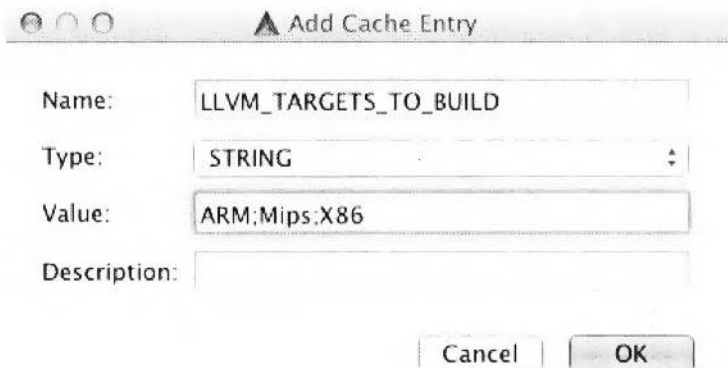 Add Cache Entry
Name: LLVM_TARGETS_TO_BUILD
Type: STRING
Value: ARM;Mips;X86
Description:
Cancel OK